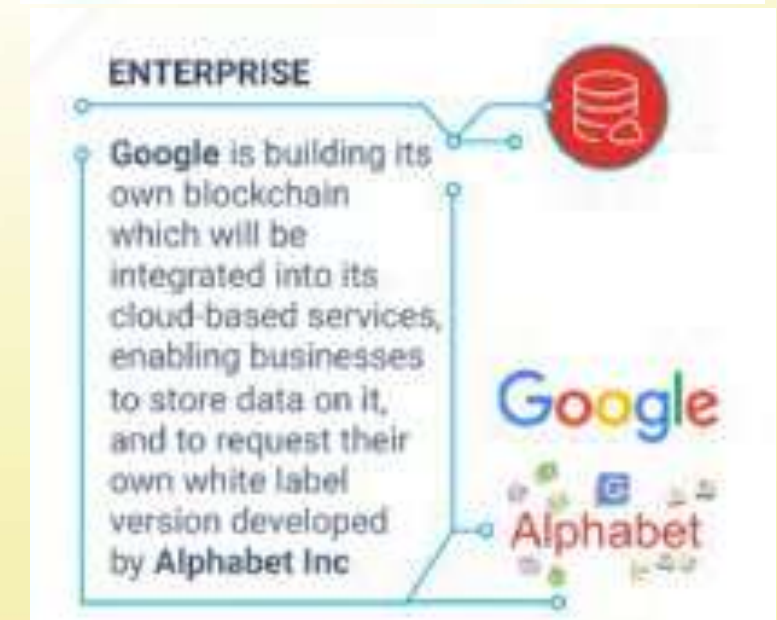 ENTERPRISE
Google is building its
own blockchain
which will be
integrated into its
cloud-based services,
enabling businesses
to store data on it,
and to request their
own white label
version developed
by Alphabet Inc
Google
Alphabet